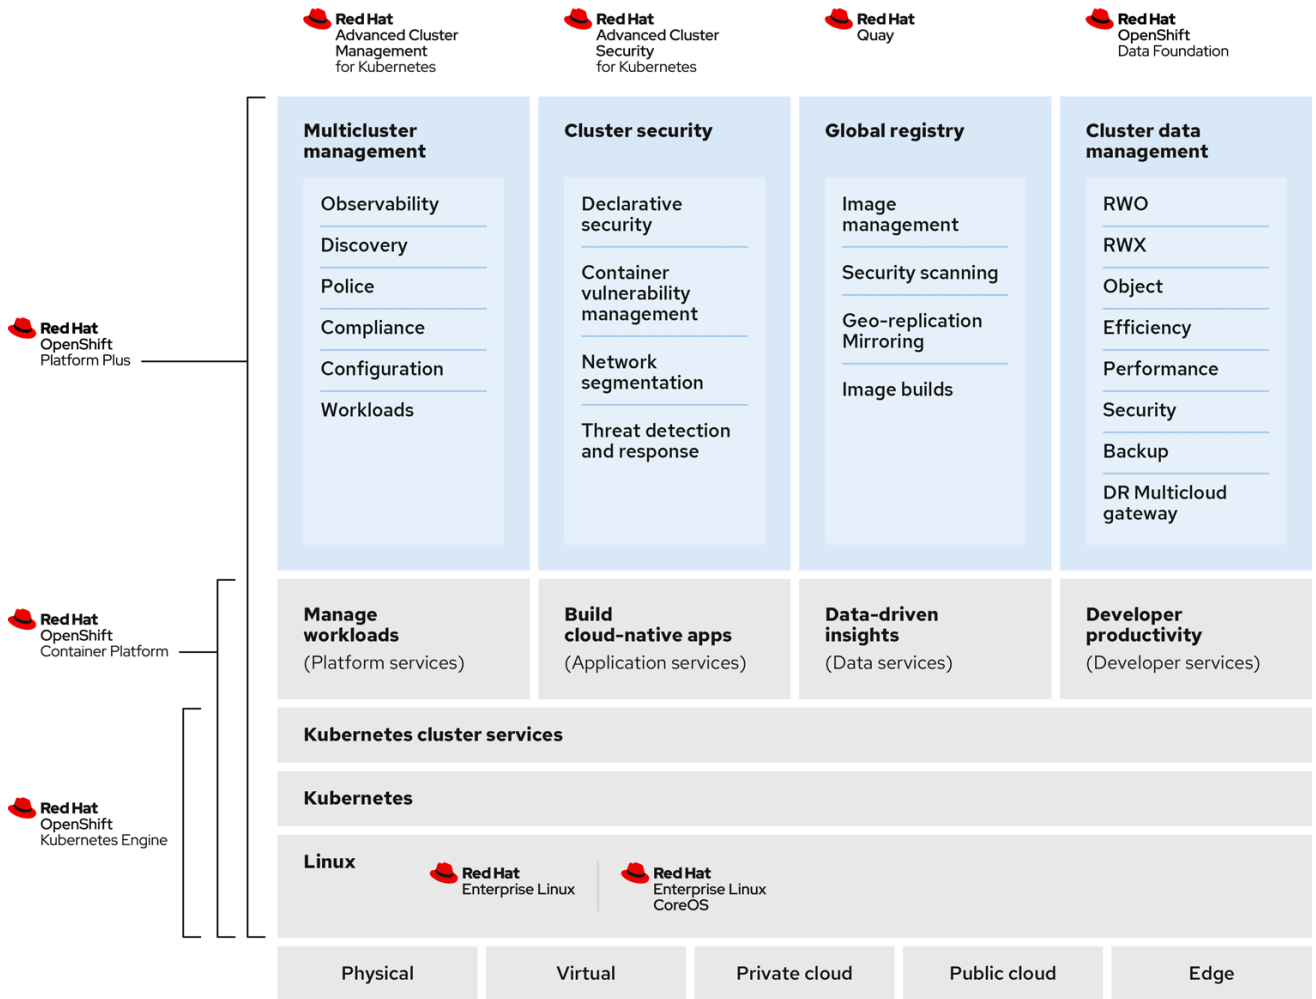 Red Hat
Advanced Cluster
Management
for Kubernetes
Red Hat
Advanced Cluster
Security
for Kubernetes
Red Hat
Quay
Red Hat
OpenShift
Data Foundation
Red Hat
OpenShift
Platform Plus
Multicluster
management
Observability
Discovery
Police
Compliance
Configuration
Workloads
Cluster security
Declarative
security
Container
vulnerability
management
Network
segmentation
Threat detection
and response
Global registry
Image
management
Security scanning
Geo-replication
Mirroring
Image builds
Cluster data
management
RWO
RWX
Object
Efficiency
Performance
Security
Backup
DR Multicloud
gateway
Red Hat
OpenShift
Container Platform
Manage
workloads
(Platform services)
Build
cloud-native apps
(Application services)
Data-driven
insights
(Data services)
Developer
productivity
(Developer services)
Red Hat
OpenShift
Kubernetes Engine
Kubernetes cluster services
Kubernetes
Linux
Red Hat
Enterprise Linux
Red Hat
Enterprise Linux
CoreOS
Physical
Virtual
Private cloud
Public cloud
Edge